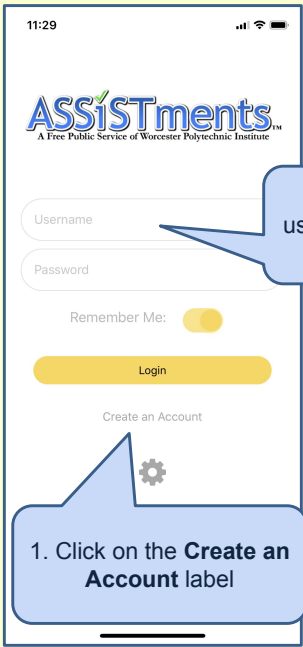 11:29
ASSiSTments™
A Free Public Service of Worcester Polytechnic Institute
Username
us
Password
Remember Me:
Login
Create an Account
1. Click on the Create an
Account label